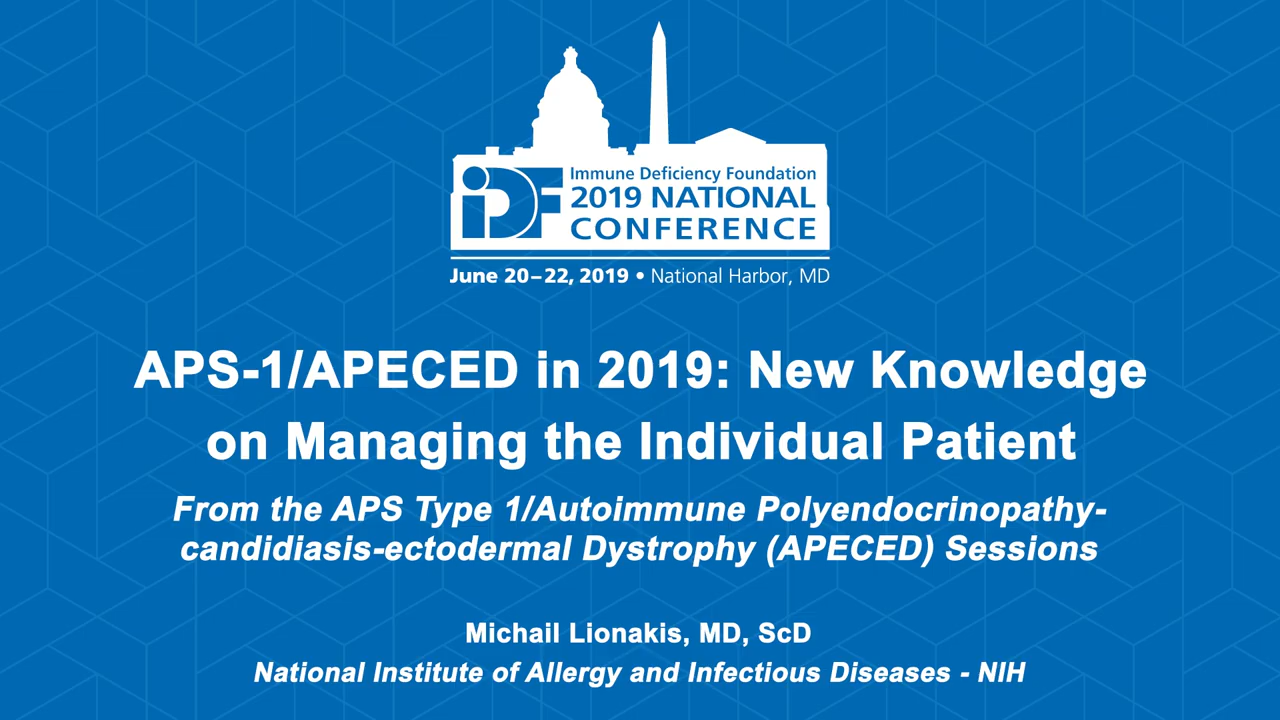 iDF
Immune Deficiency Foundation
2019 NATIONAL
CONFERENCE
June 20–22, 2019 • National Harbor, MD
APS-1/APECED in 2019: New Knowledge
on Managing the Individual Patient
From the APS Type 1/Autoimmune Polyendocrinopathy-
candidiasis-ectodermal Dystrophy (APECED) Sessions
Michail Lionakis, MD, ScD
National Institute of Allergy and Infectious Diseases - NIH